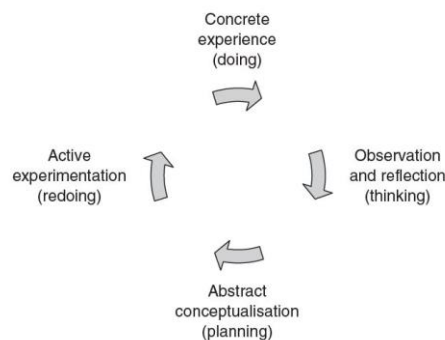 Concrete
experience
(doing)
Observation
and reflection
(thinking)
Abstract
conceptualisation
(planning)
Active
experimentation
(redoing)